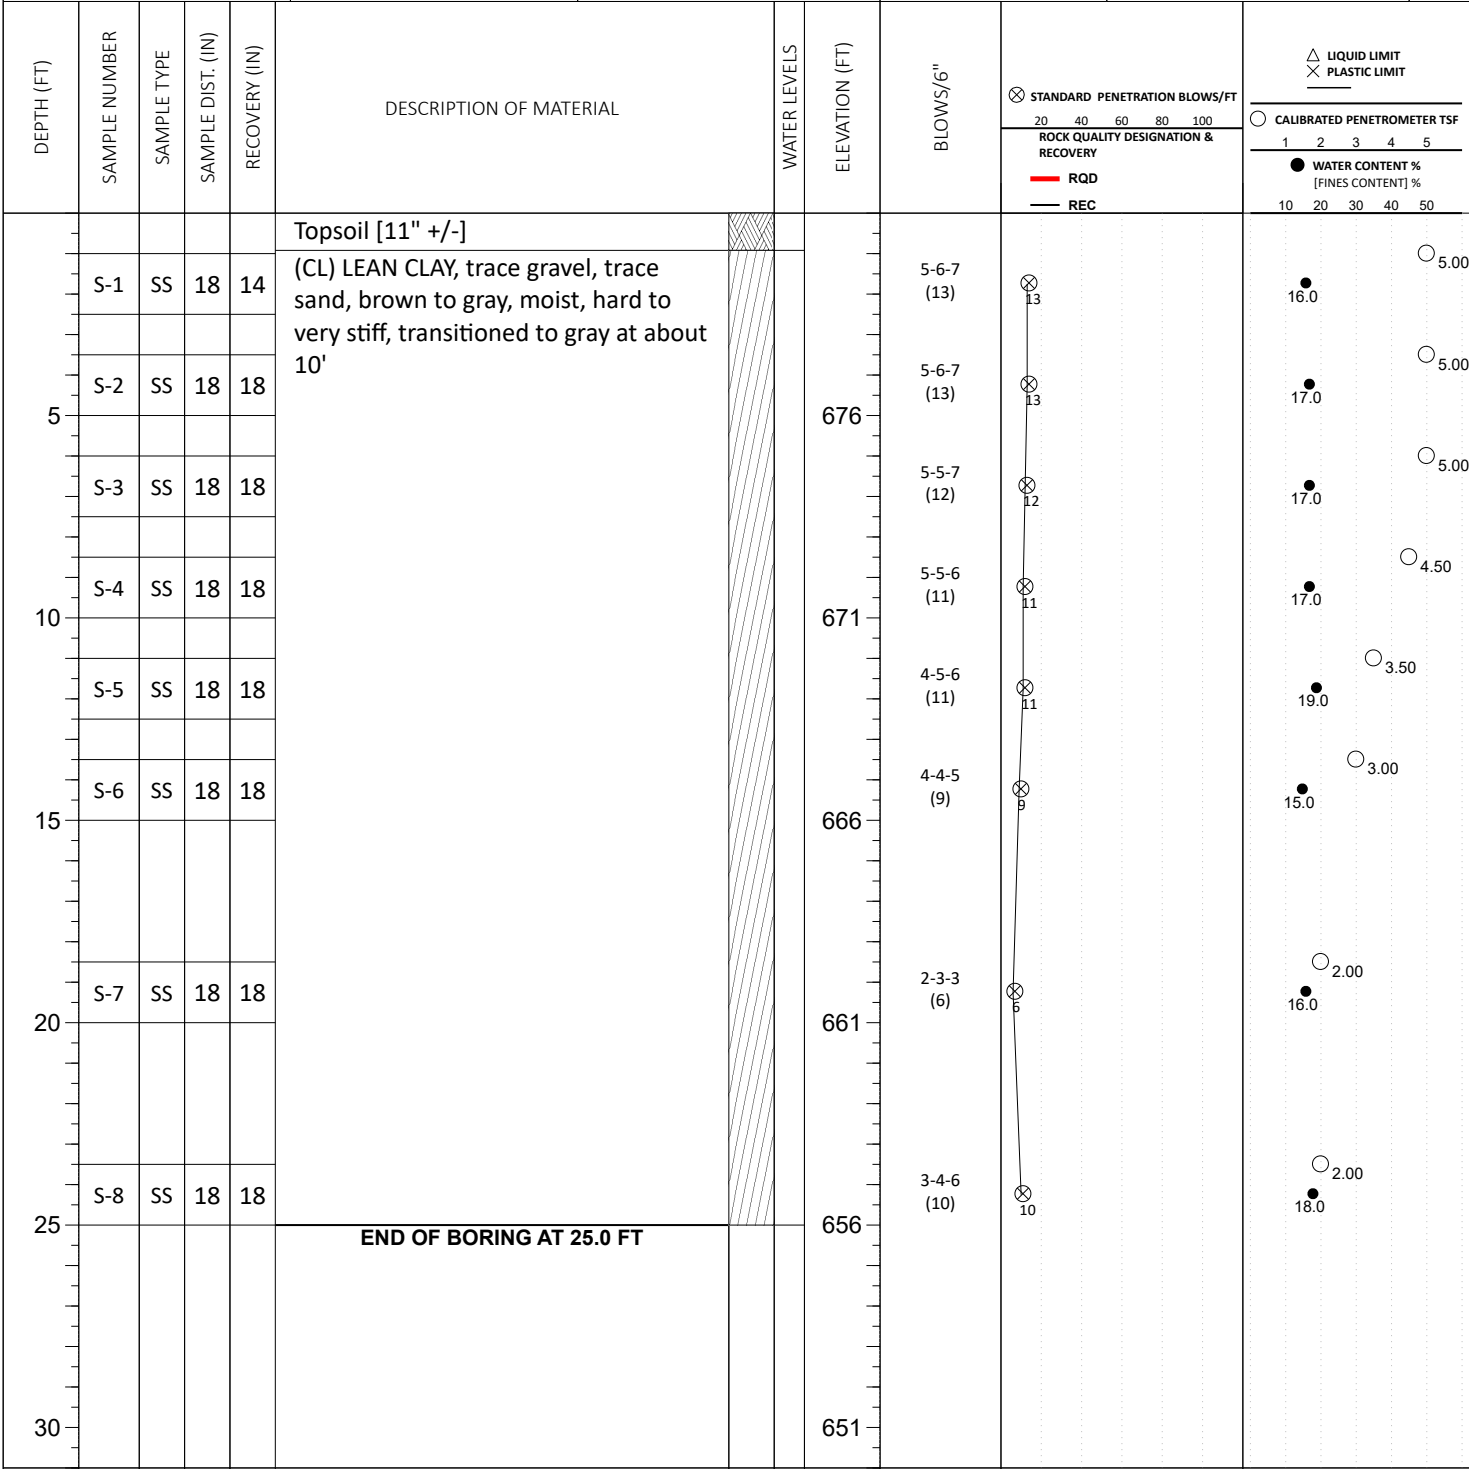 DEPTH (FT)
SAMPLE NUMBER
SAMPLE TYPE
SAMPLE DIST. (IN)
RECOVERY (IN)
DESCRIPTION OF MATERIAL
WATER LEVELS
ELEVATION (FT)
BLOWS/6"
STANDARD PENETRATION BLOWS/FT
20 40 60 80 100
ROCK QUALITY DESIGNATION &
RECOVERY
RQD
REC
LIQUID LIMIT
PLASTIC LIMIT
CALIBRATED PENETROMETER TSF
1 2 3 4 5
WATER CONTENT %
[FINES CONTENT] %
10 20 30 40 50
Topsoil [11" +/-]
(CL) LEAN CLAY, trace gravel, trace
sand, brown to gray, moist, hard to
very stiff, transitioned to gray at about
10'
S-1 SS 18 14
5-6-7
(13)
13
5.00
16.0
S-2 SS 18 18
5-6-7
(13)
13
5.00
17.0
5
676
S-3 SS 18 18
5-5-7
(12)
12
5.00
17.0
S-4 SS 18 18
5-5-6
(11)
11
4.50
17.0
10
671
S-5 SS 18 18
4-5-6
(11)
11
3.50
19.0
S-6 SS 18 18
4-4-5
(9)
9
3.00
15.0
15
666
S-7 SS 18 18
2-3-3
(6)
6
2.00
16.0
20
661
S-8 SS 18 18
3-4-6
(10)
10
2.00
18.0
25
656
END OF BORING AT 25.0 FT
30
651